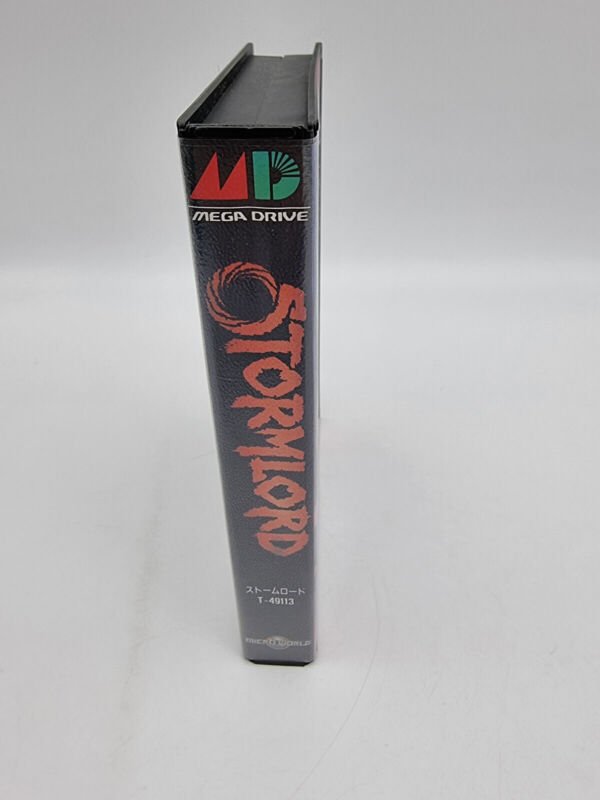 MD
MEGA DRIVE
STORMLORD
ストームロード
T-49113
MICRO WORLD